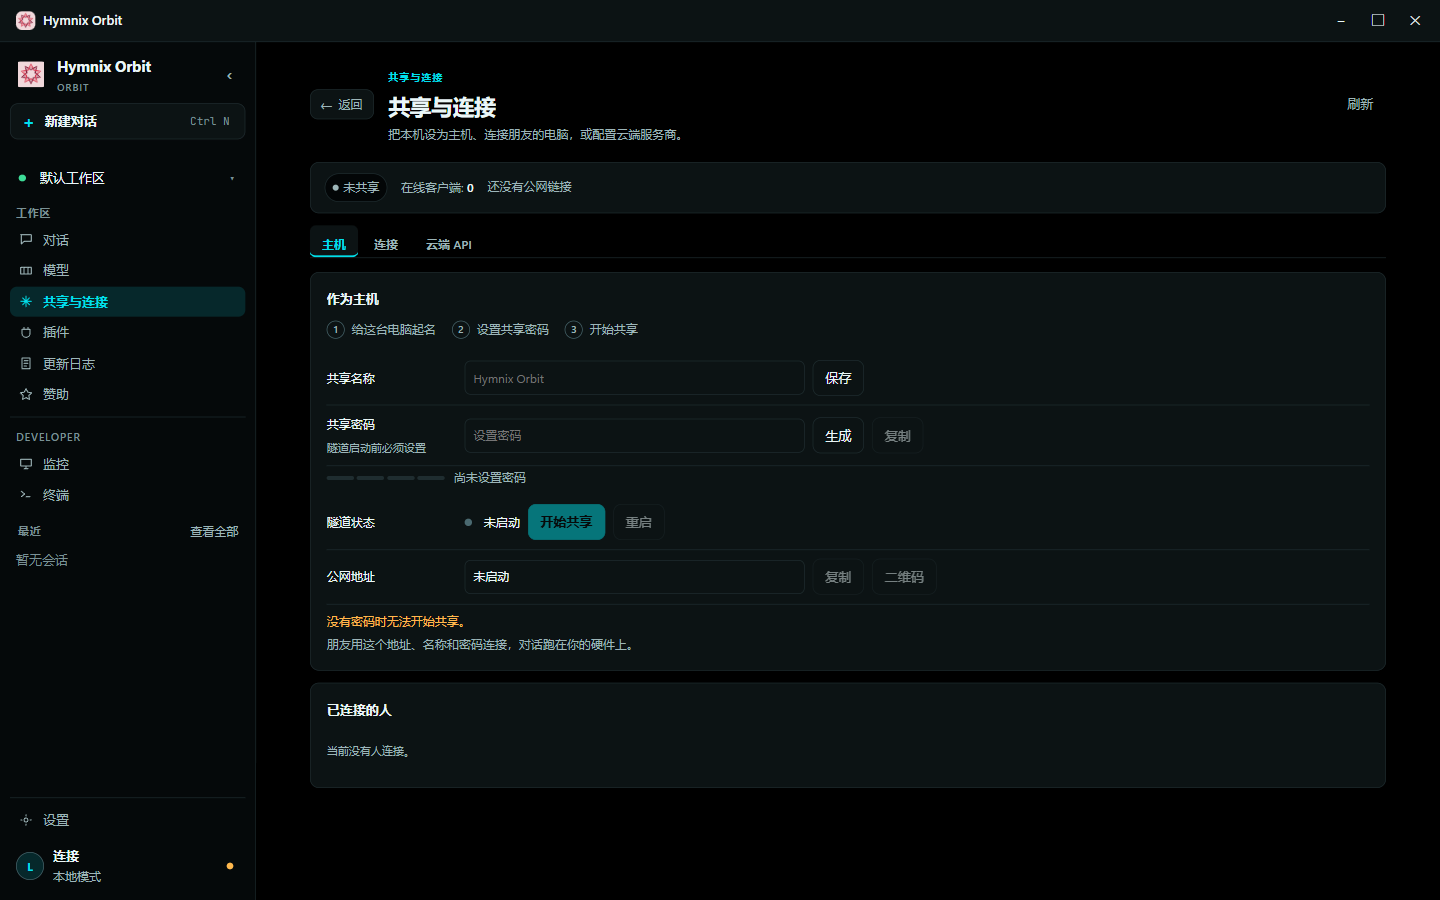 Hymnix Orbit
Hymnix Orbit
ORBIT
+ 新建对话 Ctrl N
默认工作区
工作区
对话
模型
共享与连接
插件
更新日志
赞助
DEVELOPER
监控
终端
最近 查看全部
暂无会话
设置
L
连接
本地模式
共享与连接
← 返回
共享与连接
刷新
把本机设为主机、连接朋友的电脑，或配置云端服务商。
未共享 在线客户端: 0 还没有公网链接
主机 连接 云端 API
作为主机
1 给这台电脑起名 2 设置共享密码 3 开始共享
共享名称 Hymnix Orbit 保存
共享密码 设置密码 生成 复制
隧道启动前必须设置
尚未设置密码
隧道状态 未启动 开始共享 重启
公网地址 未启动 复制 二维码
没有密码时无法开始共享。
朋友用这个地址、名称和密码连接，对话跑在你的硬件上。
已连接的人
当前没有人连接。